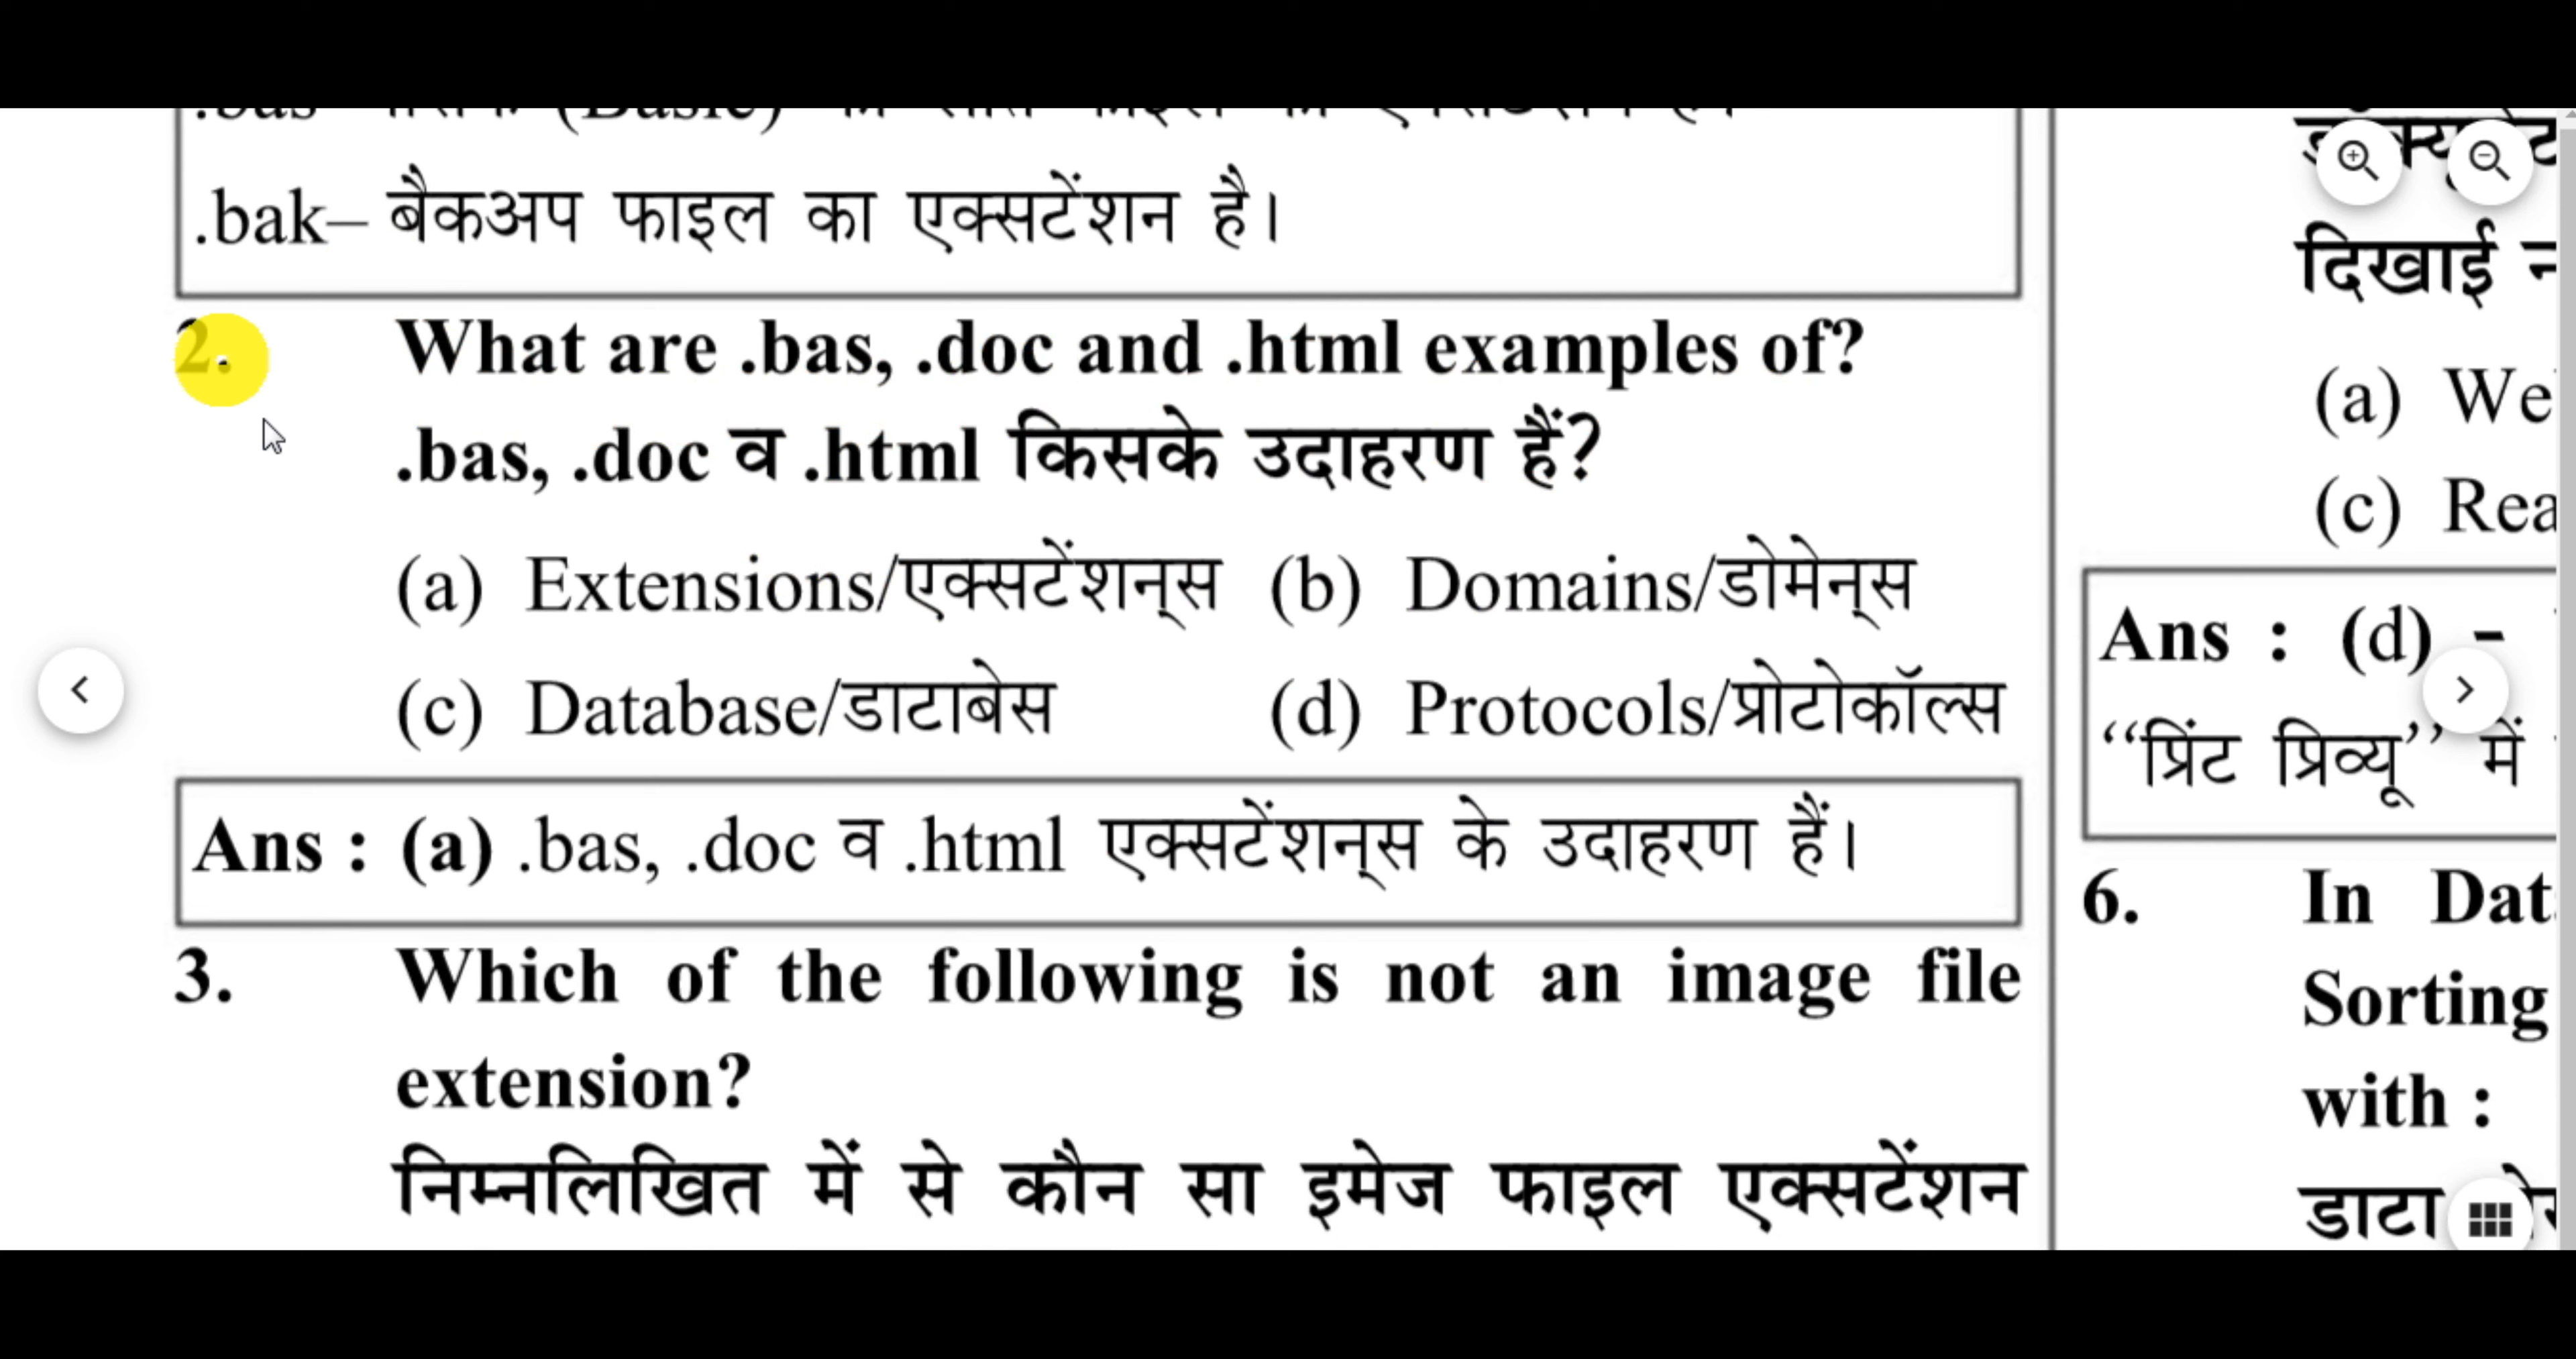 .bak– बैकअप फाइल का एक्सटेंशन है।
2. What are .bas, .doc and .html examples of?
.bas, .doc व .html किसके उदाहरण हैं?
(a) Extensions/एक्सटेंशन्स (b) Domains/डोमेन्स
(c) Database/डाटाबेस (d) Protocols/प्रोटोकॉल्स
Ans : (a) .bas, .doc व .html एक्सटेंशन्स के उदाहरण हैं।
3. Which of the following is not an image file
extension?
निम्नलिखित में से कौन सा इमेज फाइल एक्सटेंशन
दिखाई
(a)
(c)
Ans : (d) -
‘‘प्रिंट प्रिव्यू’’ में
6. In
Sorting
with :
डाटा